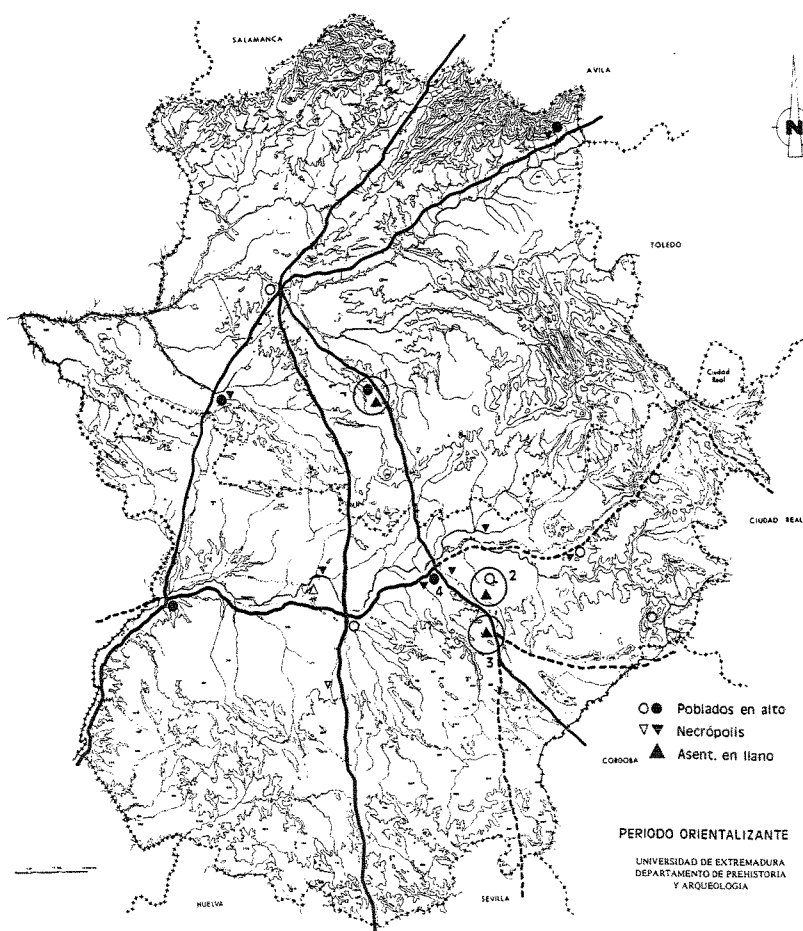 SALAMANCA
AVILA
N
TOLEDO
Ciudad
Real
1
CIUDAD REAL
2
4
3
Poblados en alto
Necrópolis
Asent. en llano
CORDOBA
PERIODO ORIENTALIZANTE
UNIVERSIDAD DE EXTREMADURA
DEPARTAMENTO DE PREHISTORIA
Y ARQUEOLOGIA
HUELVA
SEVILLA